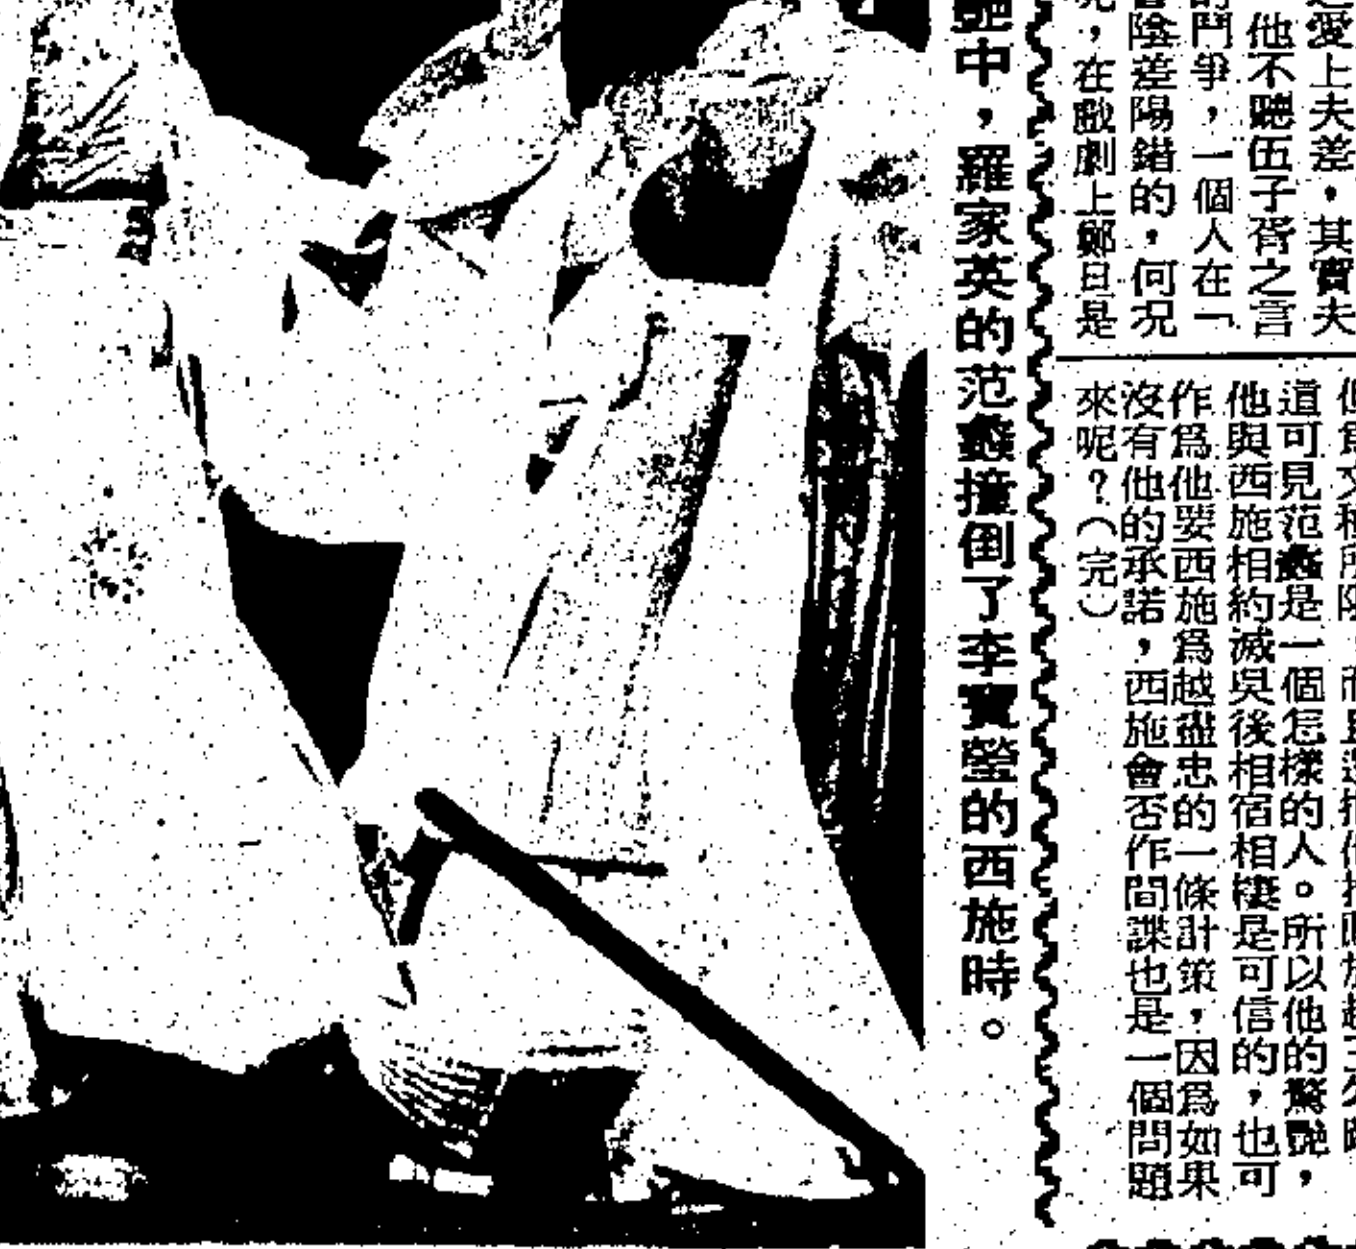 愛上夫差，其實夫
他不聽伍子胥之言
鬥爭，一個人在「
陰差陽錯的，何況
，在戲劇上鄭旦是
道可見范蠡是一個怎樣的人。所以他的驚艷，
他與西施相約滅吳後相宿相棲是可信的，也可
作爲他要西施爲越盡忠的一條計策，因爲如果
沒有他的承諾，西施會否作間諜也是一個問題
來呢？（完）
艷中，羅家英的范蠡撞倒了李寶瑩的西施時。